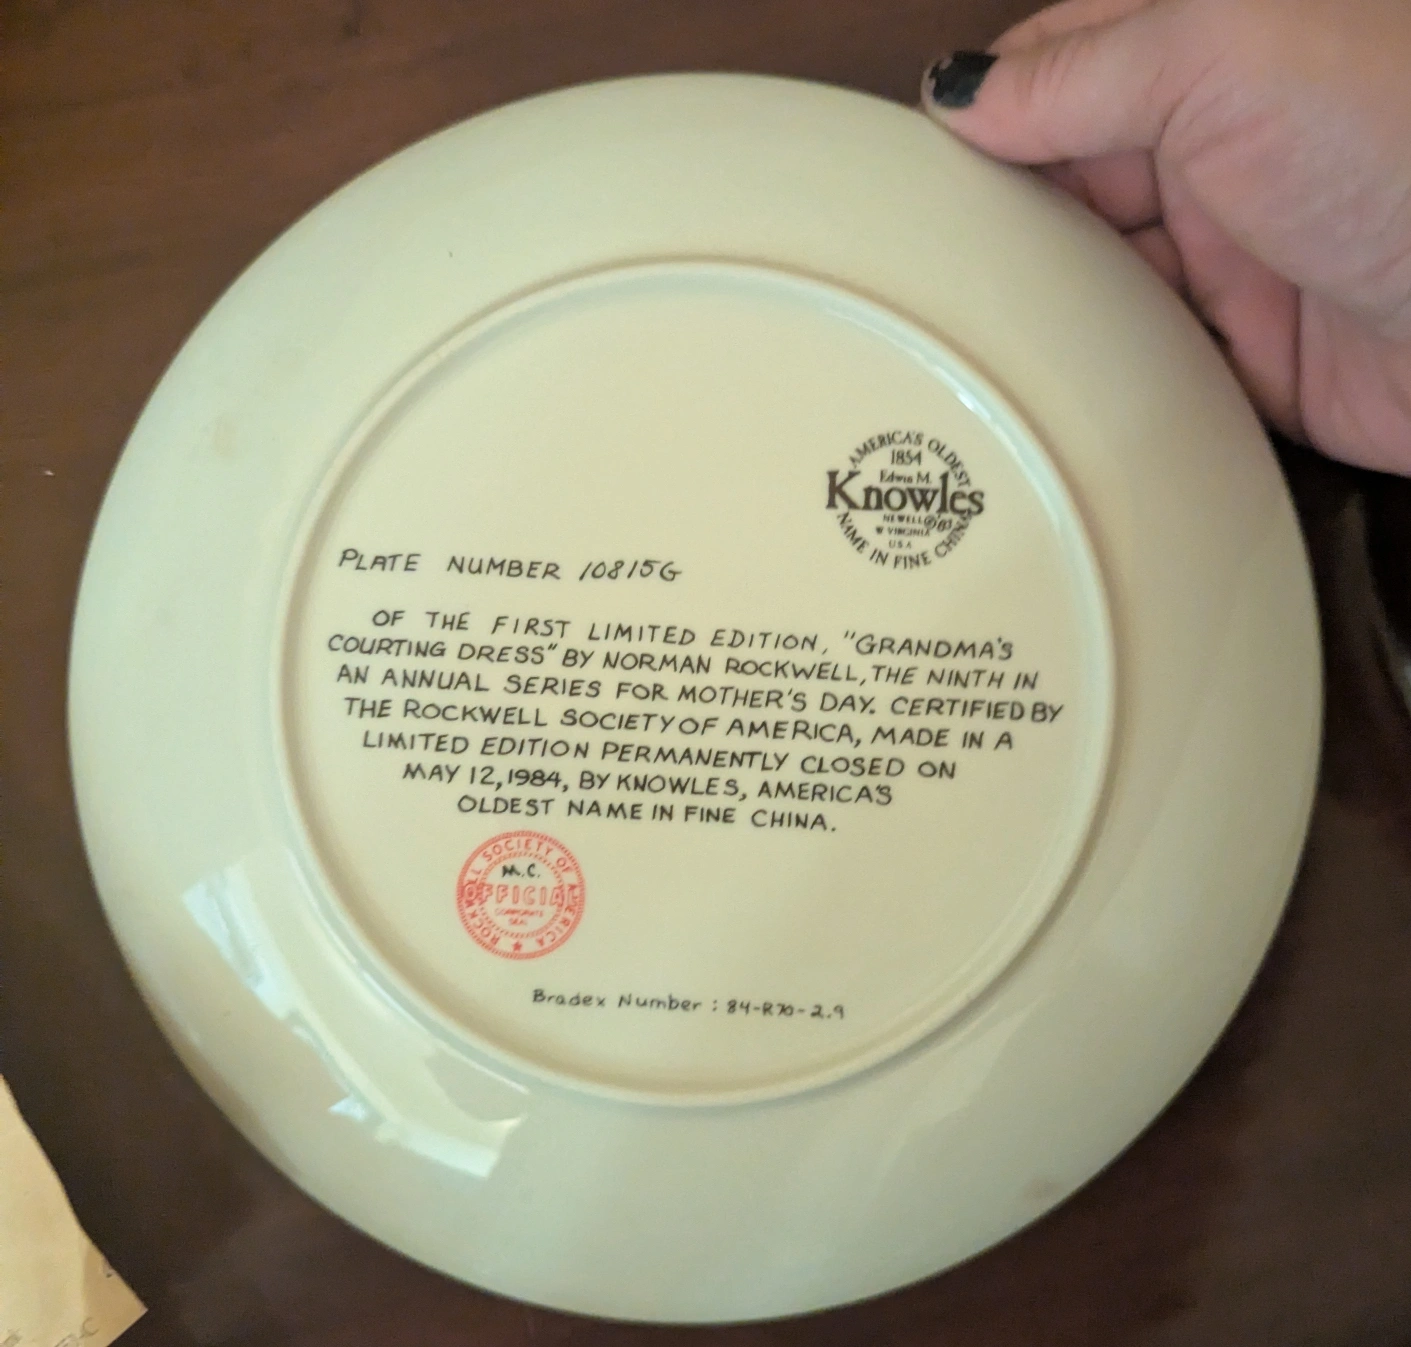 AMERICA'S OLDEST
1854
Edwin M.
Knowles
NEWELL © '83
W VIRGINIA
U.S.A
NAME IN FINE CHINA
PLATE NUMBER 10815G
OF THE FIRST LIMITED EDITION, "GRANDMA'S
COURTING DRESS" BY NORMAN ROCKWELL, THE NINTH IN
AN ANNUAL SERIES FOR MOTHER'S DAY. CERTIFIED BY
THE ROCKWELL SOCIETY OF AMERICA, MADE IN A
LIMITED EDITION PERMANENTLY CLOSED ON
MAY 12, 1984, BY KNOWLES, AMERICA'S
OLDEST NAME IN FINE CHINA.
ROCKWELL SOCIETY OF AMERICA
M.C.
OFFICIAL
CORPORATE
SEAL
Bradex Number : 84-R70-2.9